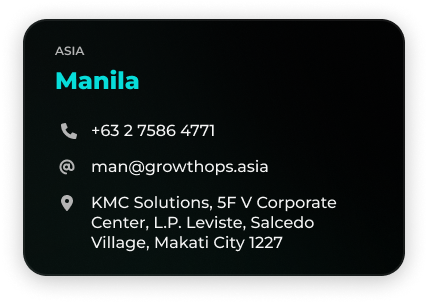 ASIA
Manila
+63 2 7586 4771
man@growthops.asia
KMC Solutions, 5F V Corporate
Center, L.P. Leviste, Salcedo
Village, Makati City 1227